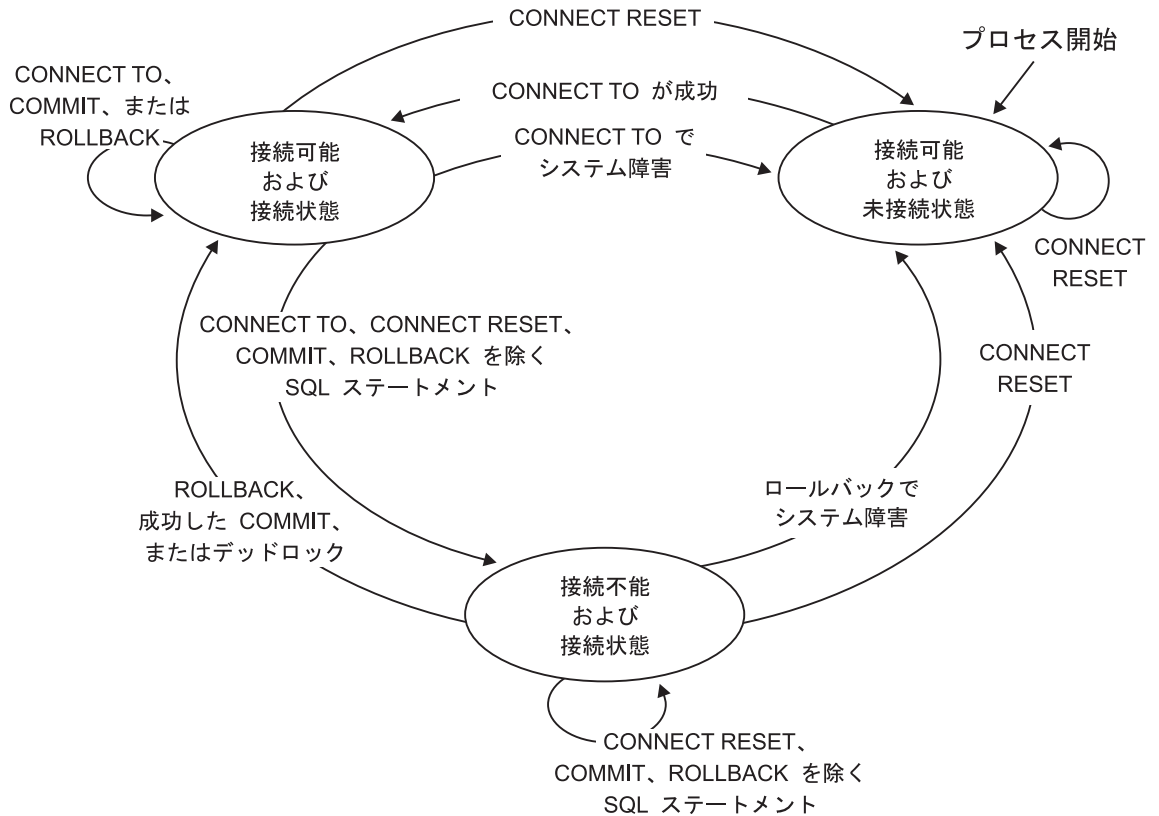 CONNECT RESET
プロセス開始
CONNECT TO、
COMMIT、または
ROLLBACK
CONNECT TO が成功
CONNECT TO で
システム障害
接続可能
および
接続状態
接続可能
および
未接続状態
CONNECT
RESET
CONNECT TO、CONNECT RESET、
COMMIT、ROLLBACK を除く
SQL ステートメント
CONNECT
RESET
ROLLBACK、
成功した COMMIT、
またはデッドロック
ロールバックで
システム障害
接続不能
および
接続状態
CONNECT RESET、
COMMIT、ROLLBACK を除く
SQL ステートメント